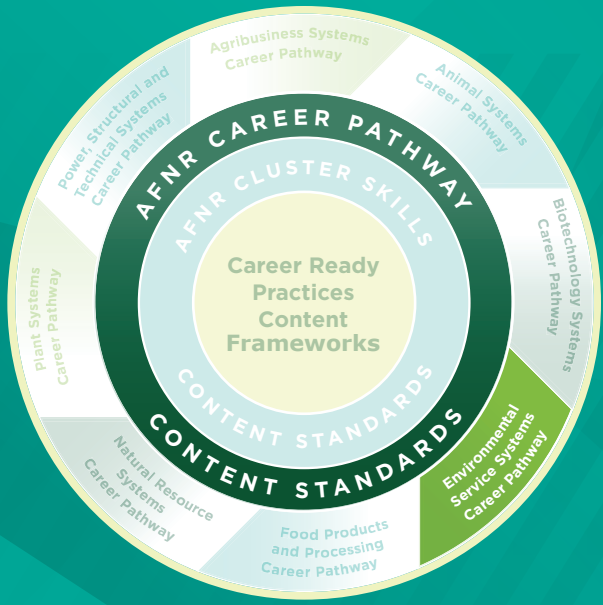 Agribusiness Systems
Career Pathway
Animal Systems
Career Pathway
Biotechnology Systems
Career Pathway
Environmental
Service Systems
Career Pathway
Food Products
and Processing
Career Pathway
Natural Resource
Systems
Career Pathway
Plant Systems
Career Pathway
Power, Structural and
Technical Systems
Career Pathway
AFNR CAREER PATHWAY
CONTENT STANDARDS
AFNR CLUSTER SKILLS
CONTENT STANDARDS
Career Ready
Practices
Content
Frameworks